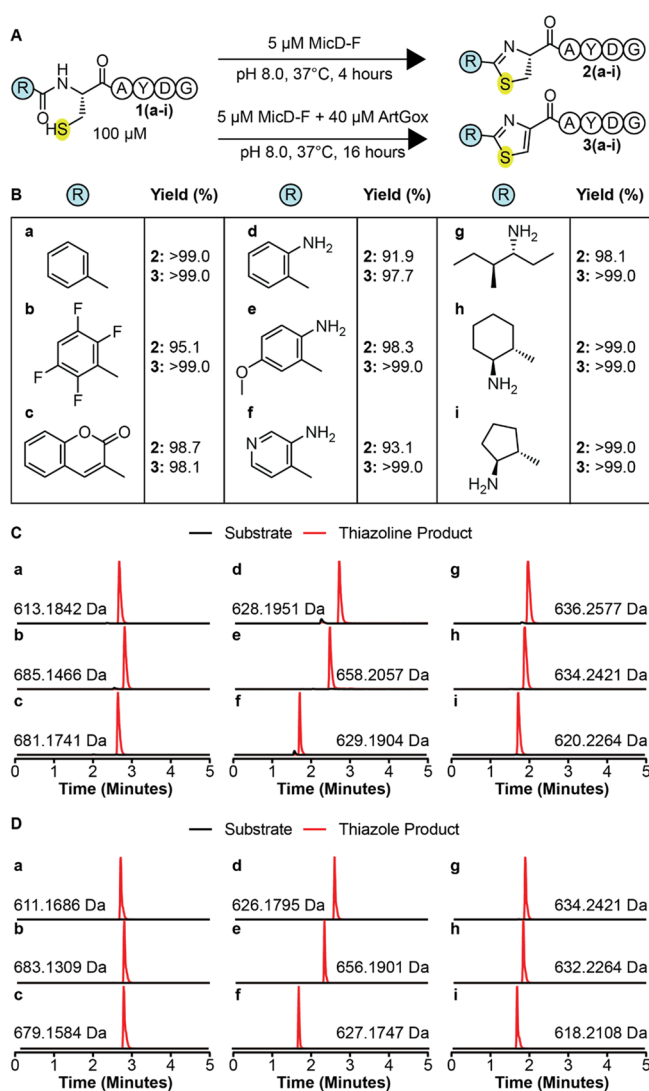 A
5 µM MicD-F
pH 8.0, 37°C, 4 hours
5 µM MicD-F + 40 µM ArtGox
pH 8.0, 37°C, 16 hours
R
H
N
O
O
HS
A Y D G
1(a-i)
100 µM
R
N
S
O
A Y D G
2(a-i)
R
N
S
O
A Y D G
3(a-i)
B R Yield (%) R Yield (%) R Yield (%)
a
2: >99.0
3: >99.0
b
F
F
F
F
2: 95.1
3: >99.0
c
O
O
2: 98.7
3: 98.1
d
NH2
2: 91.9
3: 97.7
e
NH2
O
2: 98.3
3: >99.0
f
N
NH2
2: 93.1
3: >99.0
g
NH2
2: 98.1
3: >99.0
h
NH2
2: >99.0
3: >99.0
i
H2N
2: >99.0
3: >99.0
C
Substrate Thiazoline Product
a
613.1842 Da
b
685.1466 Da
c
681.1741 Da
0 1 2 3 4 5
Time (Minutes)
d
628.1951 Da
e
658.2057 Da
f
629.1904 Da
0 1 2 3 4 5
Time (Minutes)
g
636.2577 Da
h
634.2421 Da
i
620.2264 Da
0 1 2 3 4 5
Time (Minutes)
D
Substrate Thiazole Product
a
611.1686 Da
b
683.1309 Da
c
679.1584 Da
0 1 2 3 4 5
Time (Minutes)
d
626.1795 Da
e
656.1901 Da
f
627.1747 Da
0 1 2 3 4 5
Time (Minutes)
g
634.2421 Da
h
632.2264 Da
i
618.2108 Da
0 1 2 3 4 5
Time (Minutes)